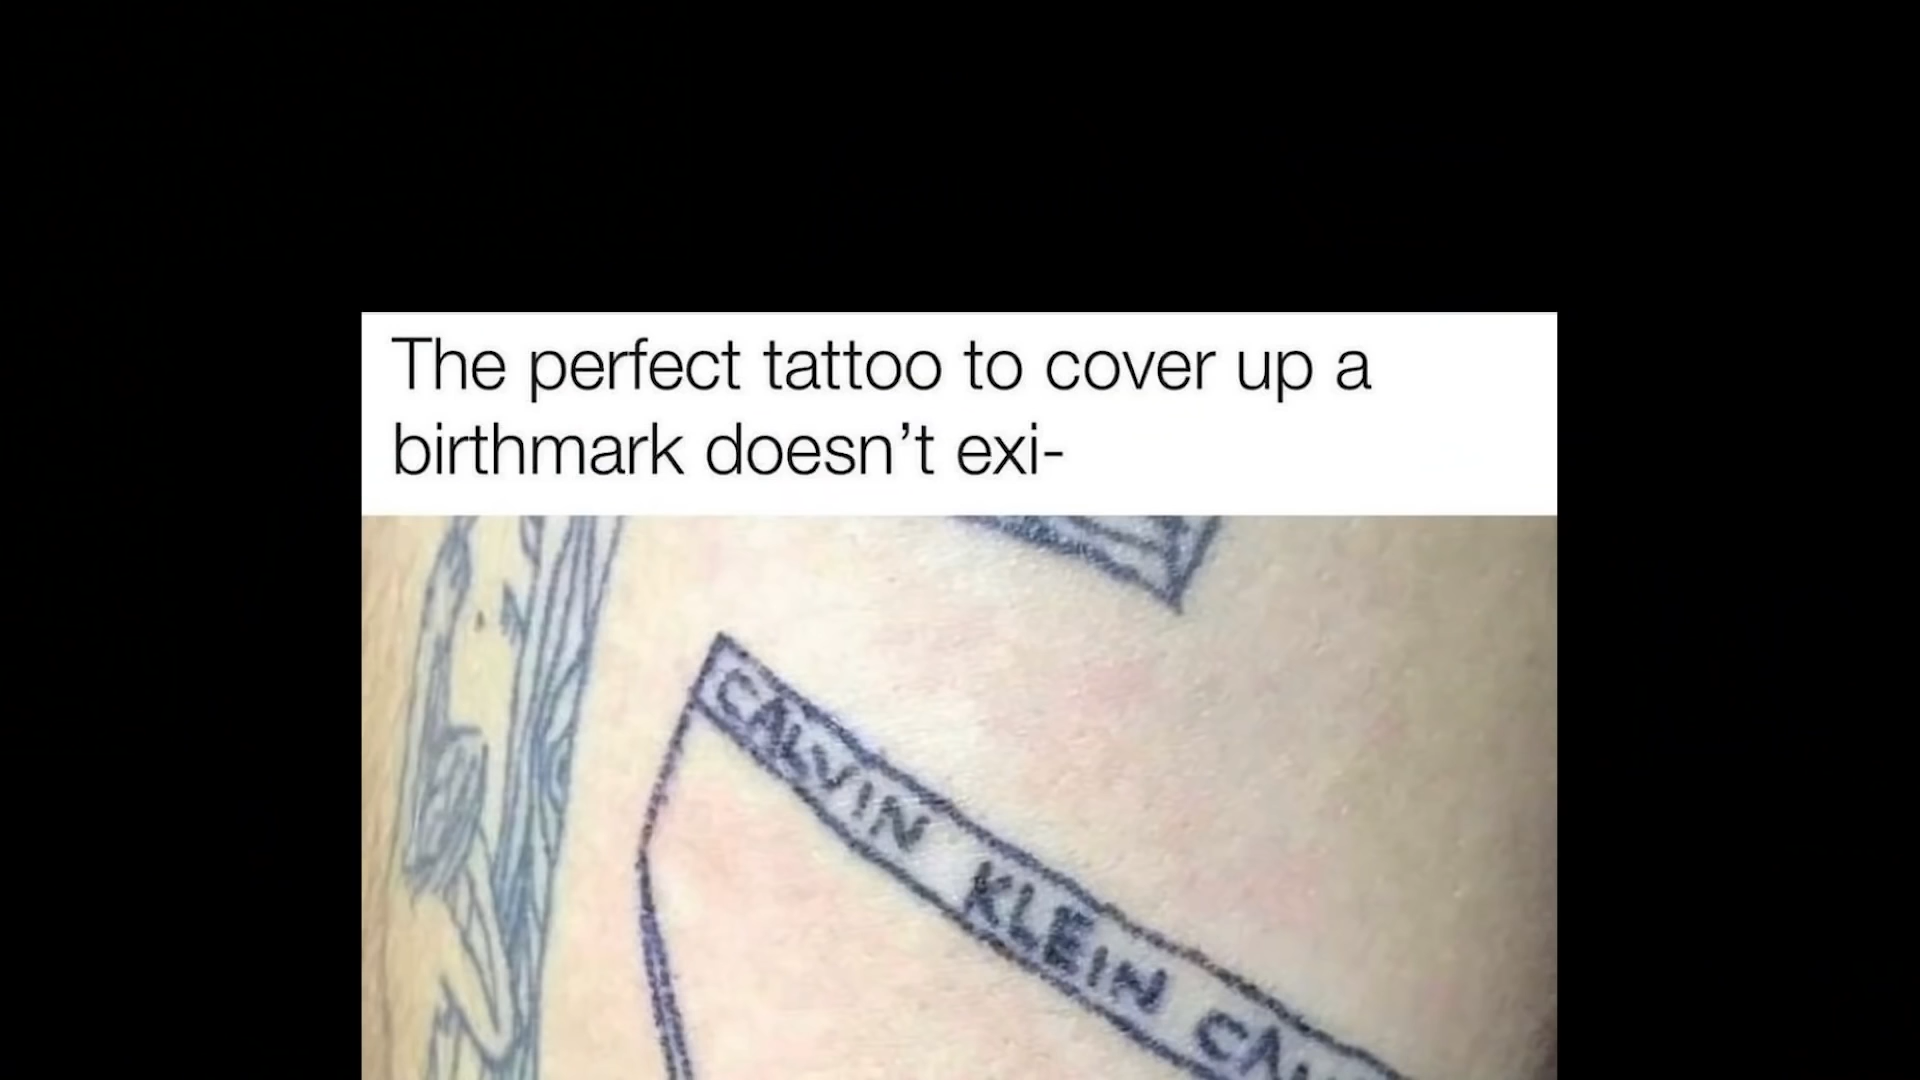 The perfect tattoo to cover up a
birthmark doesn’t exi-
CALVIN KLEIN